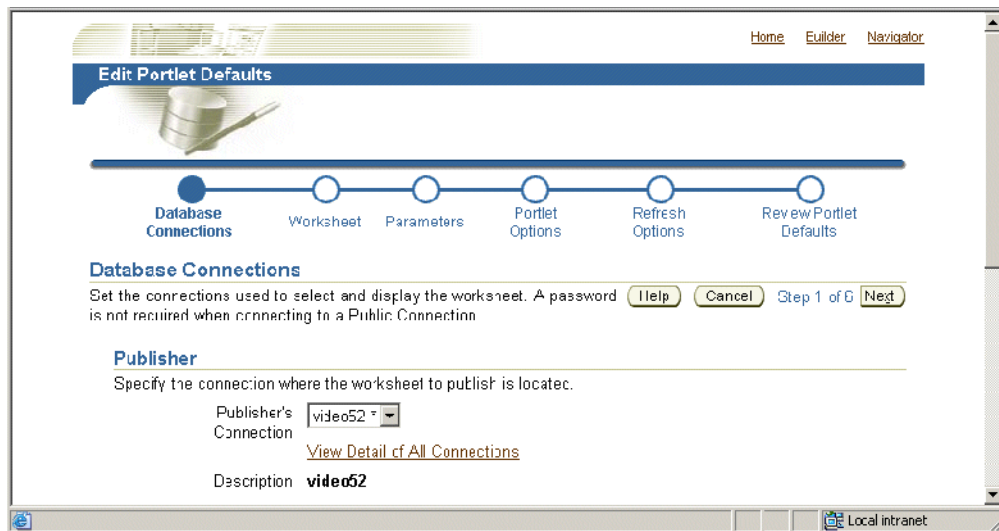 Home Euilder Navigator
Edit Portlet Defaults
Database Connections
Worksheet
Parameters
Portlet Options
Refresh Options
Review Portlet Defaults
Database Connections
Set the connections used to select and display the worksheet. A password
is not required when connecting to a Public Connection
Help Cancel Step 1 of 6 Next
Publisher
Specify the connection where the worksheet to publish is located.
Publisher's Connection
video52 *
View Detail of All Connections
Description video52
Local intranet